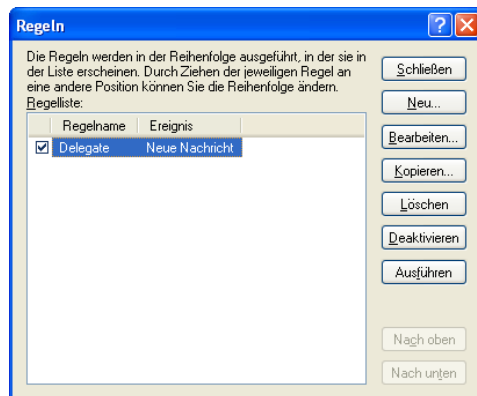 Regeln
Die Regeln werden in der Reihenfolge ausgeführt, in der sie in
der Liste erscheinen. Durch Ziehen der jeweiligen Regel an
eine andere Position können Sie die Reihenfolge ändern.
Regelliste:
Regelname Ereignis
Delegate Neue Nachricht
Schließen
Neu...
Bearbeiten...
Kopieren...
Löschen
Deaktivieren
Ausführen
Nach oben
Nach unten